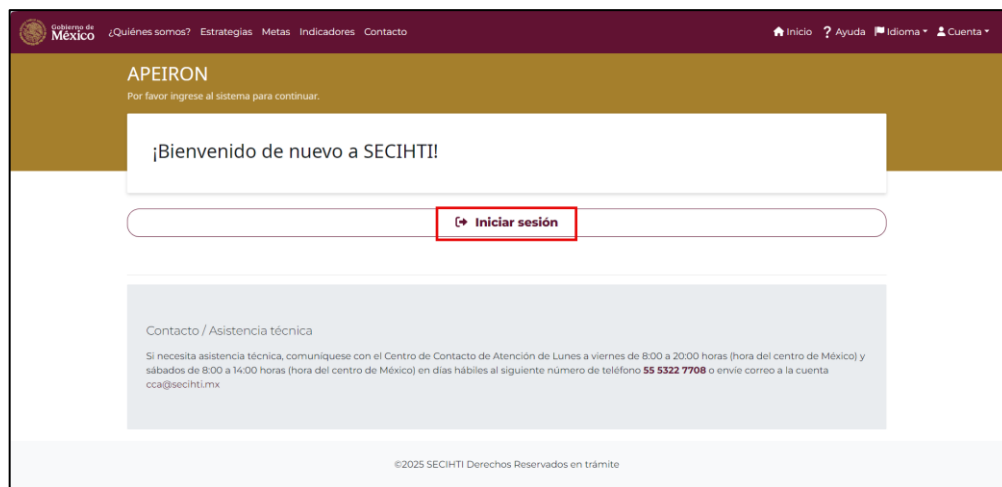 Gobierno de
México
¿Quiénes somos? Estrategias Metas Indicadores Contacto
Inicio ? Ayuda Idioma Cuenta
APEIRON
Por favor ingrese al sistema para continuar.
¡Bienvenido de nuevo a SECIHTI!
Iniciar sesión
Contacto / Asistencia técnica
Si necesita asistencia técnica, comuníquese con el Centro de Contacto de Atención de Lunes a viernes de 8:00 a 20:00 horas (hora del centro de México) y
sábados de 8:00 a 14:00 horas (hora del centro de México) en días hábiles al siguiente número de teléfono 55 5322 7708 o envíe correo a la cuenta
cca@secihti.mx
©2025 SECIHTI Derechos Reservados en trámite